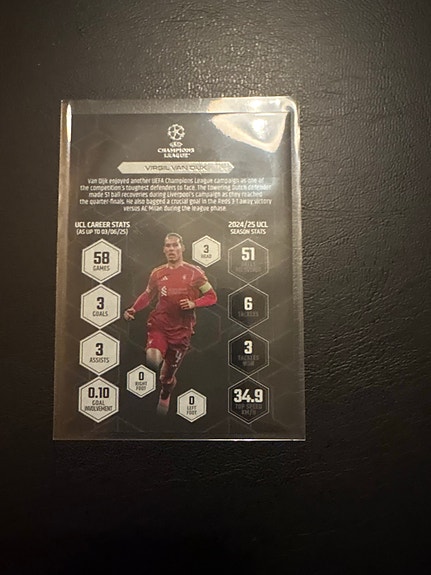 CHAMPIONS
LEAGUE
VIRGIL VAN DIJK
Van Dijk enjoyed another UEFA Champions League campaign as one of
the competition's toughest defenders to face. The towering Dutch defender
made 51 ball recoveries during Liverpool's campaign as they reached
the quarter-finals. He also bagged a crucial goal in the Reds 3-1 away victory
versus AC Milan during the league phase.
UCL CAREER STATS
(AS UP TO 03/06/25)
58
GAMES
3
GOALS
3
ASSISTS
0.10
GOAL
INVOLVEMENT
3
HEAD
0
RIGHT
FOOT
0
LEFT
FOOT
2024/25 UCL
SEASON STATS
51
6
TACKLES
3
TACKLES
WON
34.9
TOP SPEED
KM/H